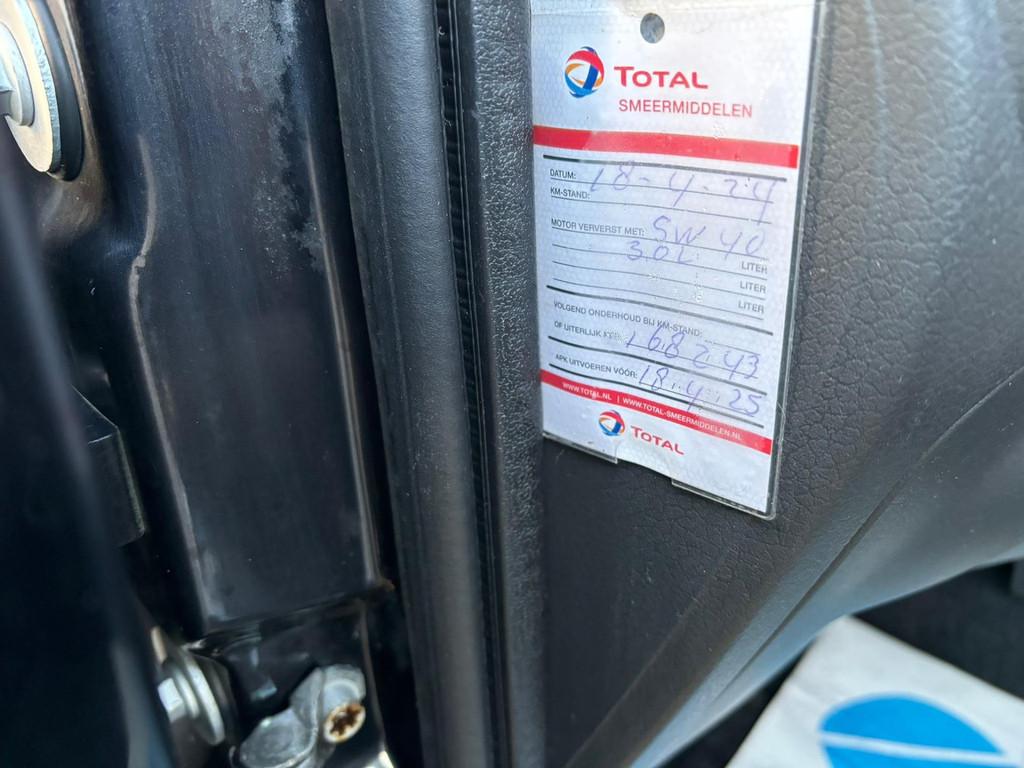 TOTAL
SMEERMIDDELEN
DATUM: 18-4-24
KM-STAND:
MOTOR VERVERST MET: 5W 40
3.0L LITER
LITER
LITER
VOLGEND ONDERHOUD BIJ KM-STAND:
OF UITERLIJK 168243
APK UITVOEREN VÓÓR: 18.4.25
WWW.TOTAL.NL | WWW.TOTAL-SMEERMIDDELEN.NL
TOTAL